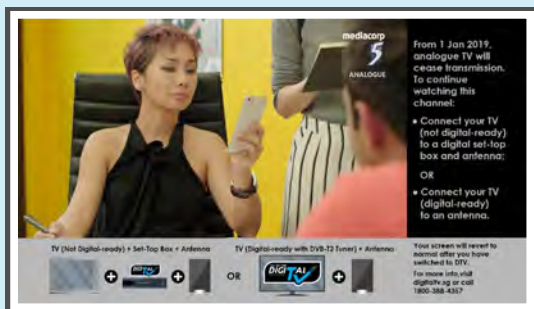 mediacorp
5
ANALOGUE
From 1 Jan 2019,
analogue TV will
cease transmission.
To continue
watching this
channel:
• Connect your TV
(not digital-ready)
to a digital set-top
box and antenna;
OR
• Connect your TV
(digital-ready)
to an antenna.
TV (Not Digital-ready) + Set-Top Box + Antenna
TV (Digital-ready with DVB-T2 Tuner) + Antenna
+
+
OR
DIGITAL TV
+
Your screen will revert to
normal after you have
switched to DTV.
For more info, visit
digitaltv.sg or call
1800-388-4357